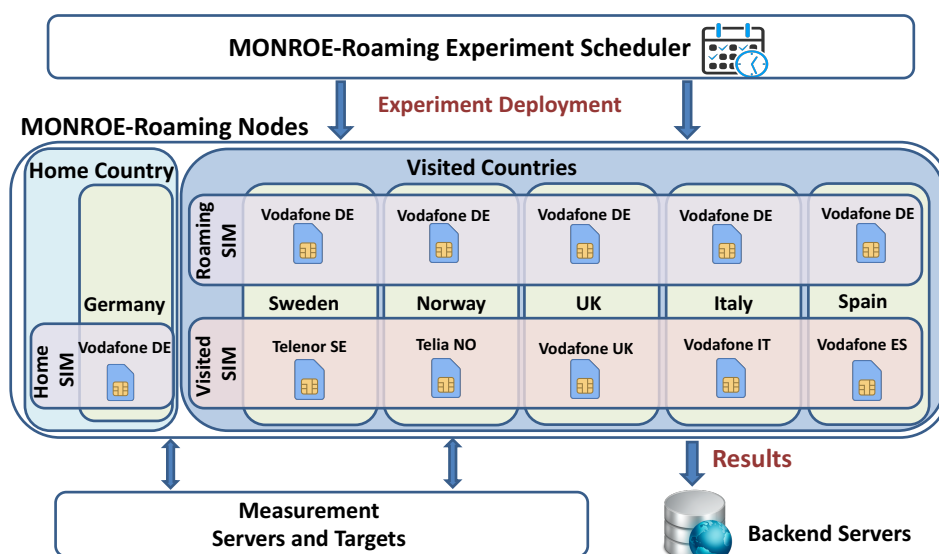 MONROE-Roaming Experiment Scheduler
Experiment Deployment
MONROE-Roaming Nodes
Home Country
Visited Countries
Roaming
SIM
Vodafone DE
Vodafone DE
Vodafone DE
Vodafone DE
Vodafone DE
Germany
Sweden
Norway
UK
Italy
Spain
Home
SIM
Vodafone DE
Visited
SIM
Telenor SE
Telia NO
Vodafone UK
Vodafone IT
Vodafone ES
Results
Measurement
Servers and Targets
Backend Servers